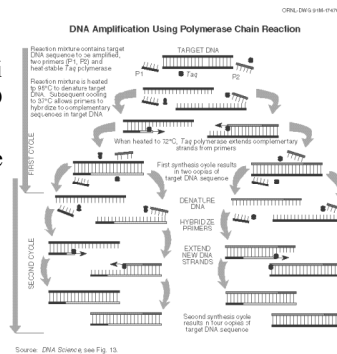 ORNL-DWG 91M-17476
DNA Amplification Using Polymerase Chain Reaction
Reaction mixture contains target
DNA sequence to be amplified,
two primers (P1, P2) and
heat-stable Taq polymerase
TARGET DNA
P1
Taq
P2
Reaction mixture is heated
to 95°C to denature target
DNA. Subsequent cooling
to 37°C allows primers to
hybridize to complementary
sequences in target DNA
When heated to 72°C, Taq polymerase extends complementary
strands from primers
FIRST CYCLE
First synthesis cycle results
in two copies of
target DNA sequence
DENATURE
DNA
HYBRIDIZE
PRIMERS
SECOND CYCLE
EXTEND
NEW DNA
STRANDS
Second synthesis cycle
results in four copies of
target DNA sequence
Source: DNA Science, see Fig. 13.